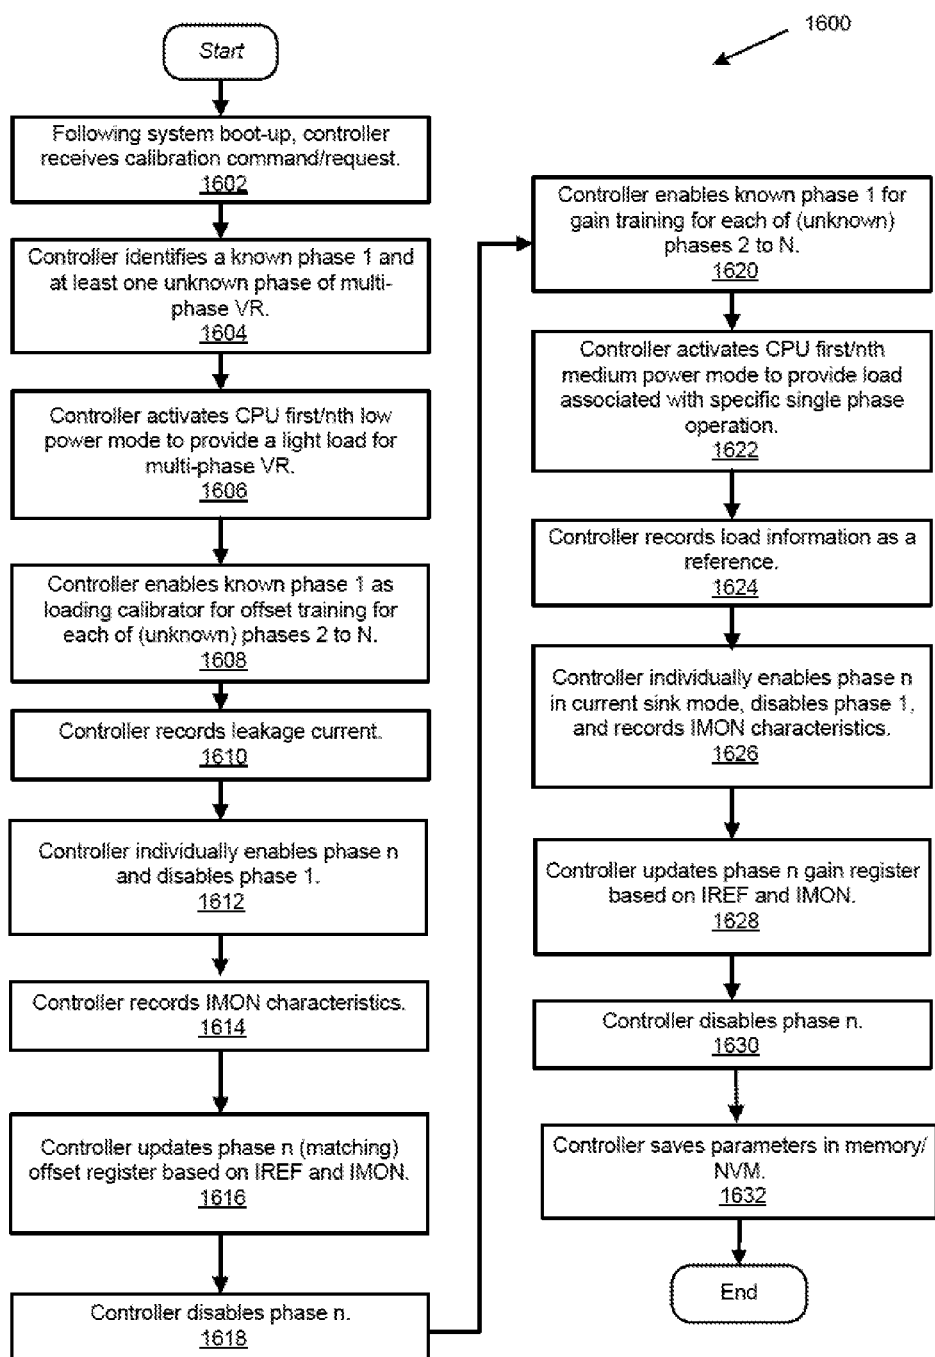 1600
Start
Following system boot-up, controller
receives calibration command/request.
1602
Controller identifies a known phase 1 and
at least one unknown phase of multi-
phase VR.
1604
Controller activates CPU first/nth low
power mode to provide a light load for
multi-phase VR.
1606
Controller enables known phase 1 as
loading calibrator for offset training for
each of (unknown) phases 2 to N.
1608
Controller records leakage current.
1610
Controller individually enables phase n
and disables phase 1.
1612
Controller records IMON characteristics.
1614
Controller updates phase n (matching)
offset register based on IREF and IMON.
1616
Controller disables phase n.
1618
Controller enables known phase 1 for
gain training for each of (unknown)
phases 2 to N.
1620
Controller activates CPU first/nth
medium power mode to provide load
associated with specific single phase
operation.
1622
Controller records load information as a
reference.
1624
Controller individually enables phase n
in current sink mode, disables phase 1,
and records IMON characteristics.
1626
Controller updates phase n gain register
based on IREF and IMON.
1628
Controller disables phase n.
1630
Controller saves parameters in memory/
NVM.
1632
End